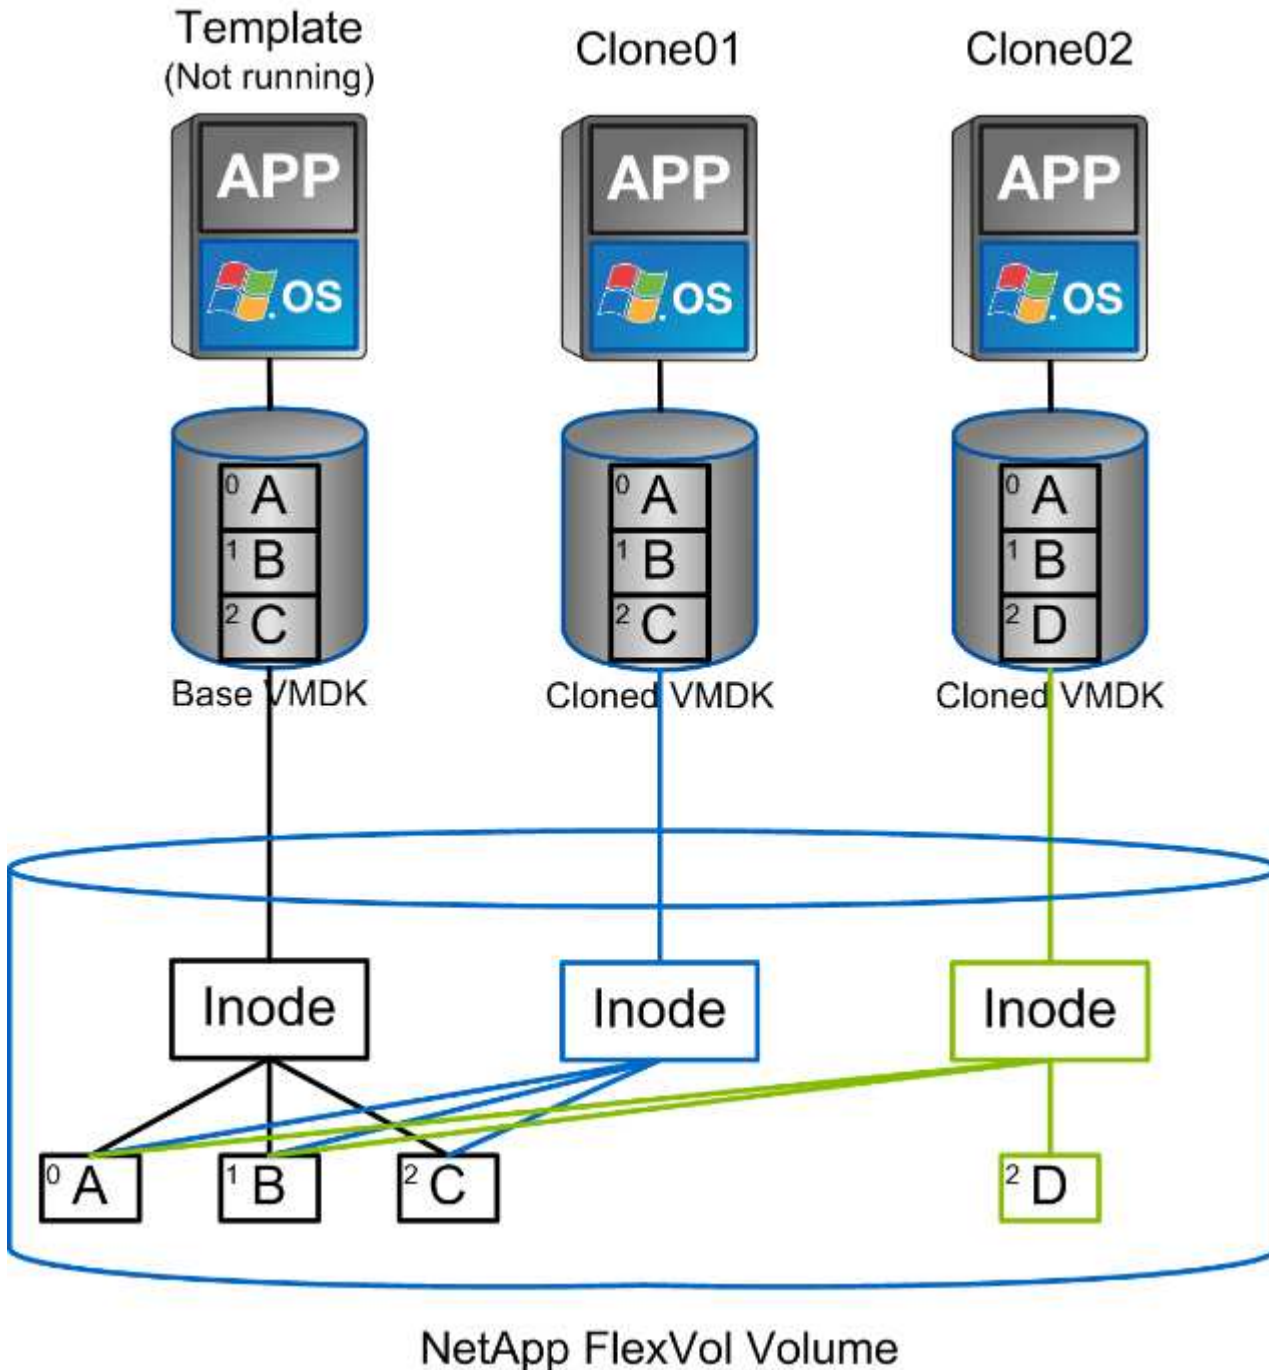 Template
(Not running)
Clone01
Clone02
APP
APP
APP
OS
OS
OS
0 A
1 B
2 C
0 A
1 B
2 C
0 A
1 B
2 D
Base VMDK
Cloned VMDK
Cloned VMDK
Inode
Inode
Inode
0 A
1 B
2 C
2 D
NetApp FlexVol Volume